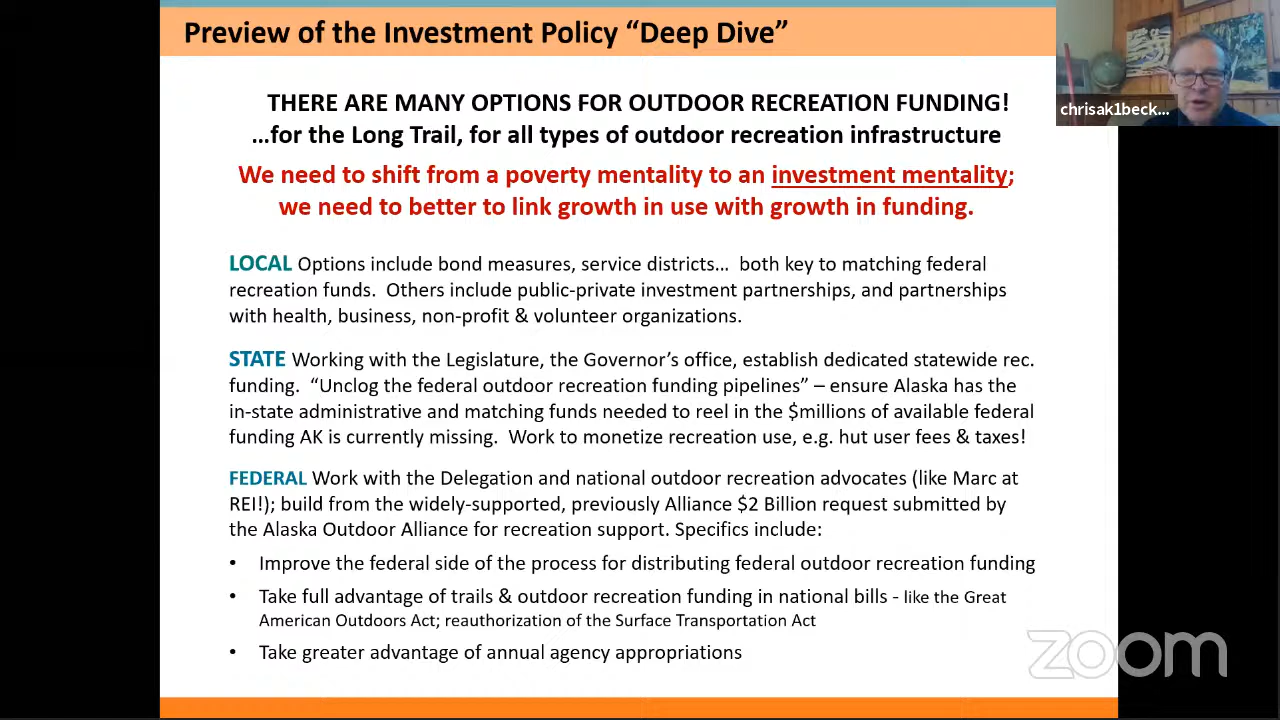 Preview of the Investment Policy “Deep Dive”
chrisak1beck...
THERE ARE MANY OPTIONS FOR OUTDOOR RECREATION FUNDING!
…for the Long Trail, for all types of outdoor recreation infrastructure
We need to shift from a poverty mentality to an investment mentality;
we need to better to link growth in use with growth in funding.
LOCAL Options include bond measures, service districts… both key to matching federal
recreation funds. Others include public-private investment partnerships, and partnerships
with health, business, non-profit & volunteer organizations.
STATE Working with the Legislature, the Governor’s office, establish dedicated statewide rec.
funding. “Unclog the federal outdoor recreation funding pipelines” – ensure Alaska has the
in-state administrative and matching funds needed to reel in the $millions of available federal
funding AK is currently missing. Work to monetize recreation use, e.g. hut user fees & taxes!
FEDERAL Work with the Delegation and national outdoor recreation advocates (like Marc at
REI!); build from the widely-supported, previously Alliance $2 Billion request submitted by
the Alaska Outdoor Alliance for recreation support. Specifics include:
• Improve the federal side of the process for distributing federal outdoor recreation funding
• Take full advantage of trails & outdoor recreation funding in national bills - like the Great
American Outdoors Act; reauthorization of the Surface Transportation Act
• Take greater advantage of annual agency appropriations
zoom